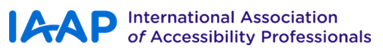 IAAP International Association
of Accessibility Professionals